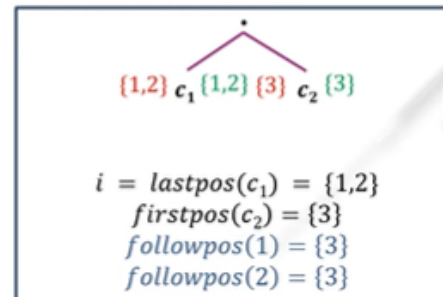 .
{1,2} c₁ {1,2} {3} c₂ {3}
i = lastpos(c₁) = {1,2}
firstpos(c₂) = {3}
followpos(1) = {3}
followpos(2) = {3}